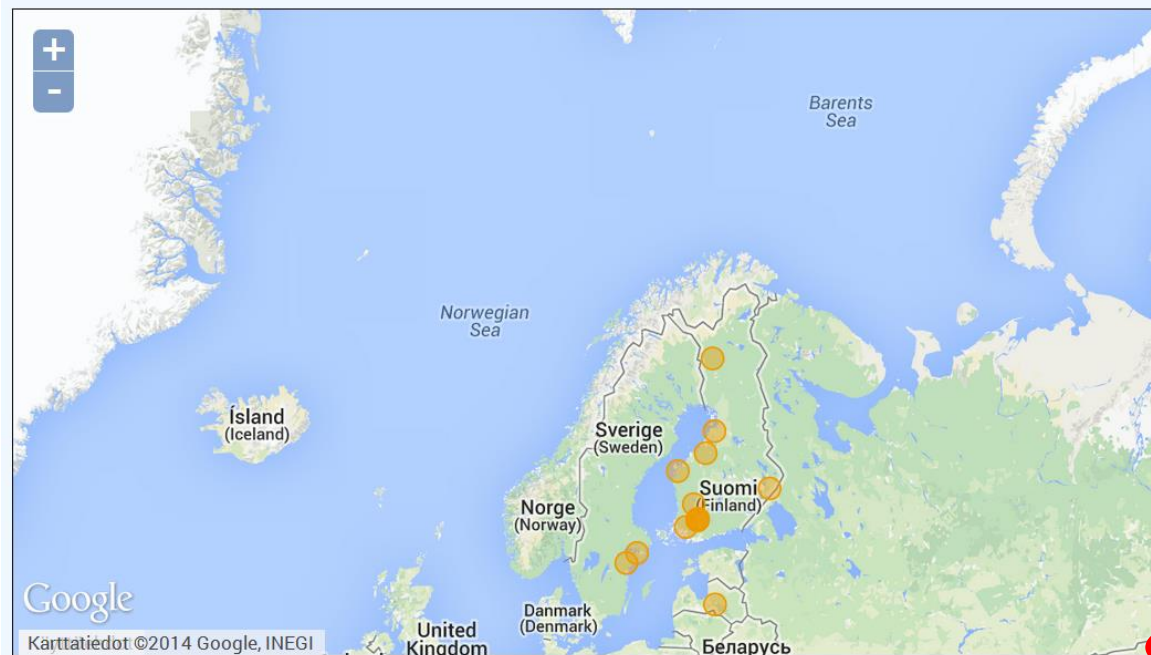 +
-
Barents
Sea
Norwegian
Sea
Ísland
(Iceland)
Sverige
(Sweden)
Suomi
(Finland)
Norge
(Norway)
Danmark
(Denmark)
United
Kingdom
Беларусь
Google
Karttatiedot ©2014 Google, INEGI